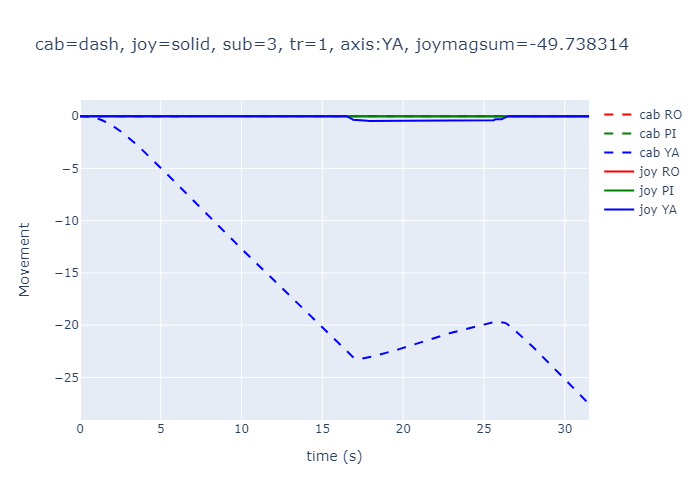 cab=dash, joy=solid, sub=3, tr=1, axis:YA, joymagsum=-49.738314
0
−5
−10
−15
−20
−25
Movement
0
5
10
15
20
25
30
time (s)
cab RO
cab PI
cab YA
joy RO
joy PI
joy YA